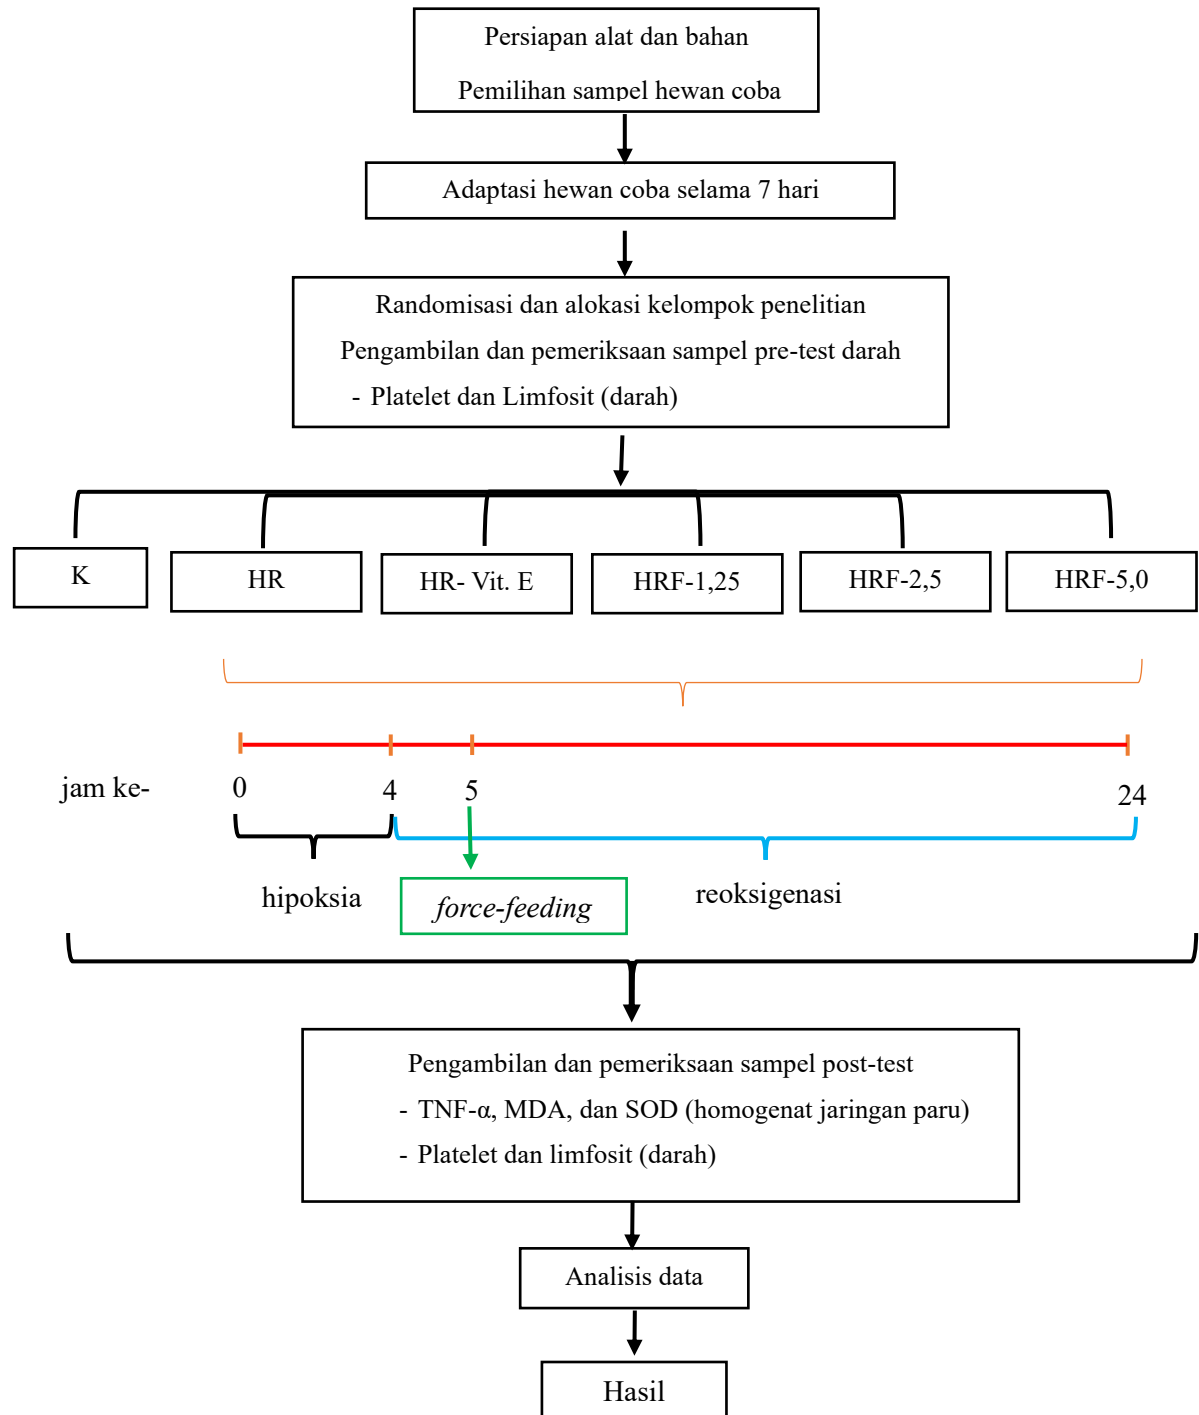 Persiapan alat dan bahan
Pemilihan sampel hewan coba
Adaptasi hewan coba selama 7 hari
Randomisasi dan alokasi kelompok penelitian
Pengambilan dan pemeriksaan sampel pre-test darah
- Platelet dan Limfosit (darah)
K
HR
HR- Vit. E
HRF-1,25
HRF-2,5
HRF-5,0
jam ke-
0
4
5
24
hipoksia
force-feeding
reoksigenasi
Pengambilan dan pemeriksaan sampel post-test
- TNF-α, MDA, dan SOD (homogenat jaringan paru)
- Platelet dan limfosit (darah)
Analisis data
Hasil